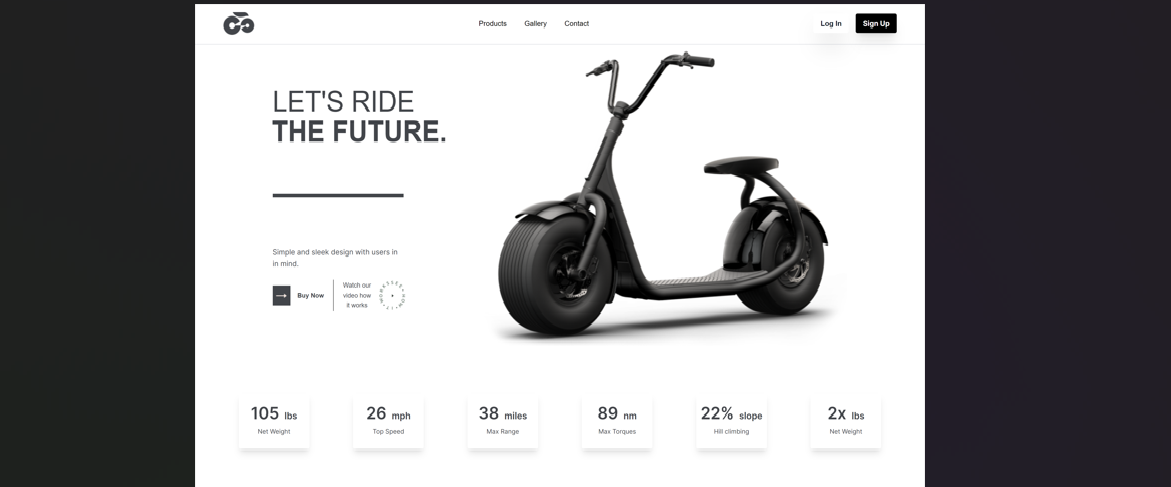 Products Gallery Contact Log In Sign Up
LET'S RIDE
THE FUTURE.
Simple and sleek design with users in
in mind.
Buy Now
Watch our
video how
it works
105 lbs
Net Weight
26 mph
Top Speed
38 miles
Max Range
89 nm
Max Torques
22% slope
Hill climbing
2x lbs
Net Weight